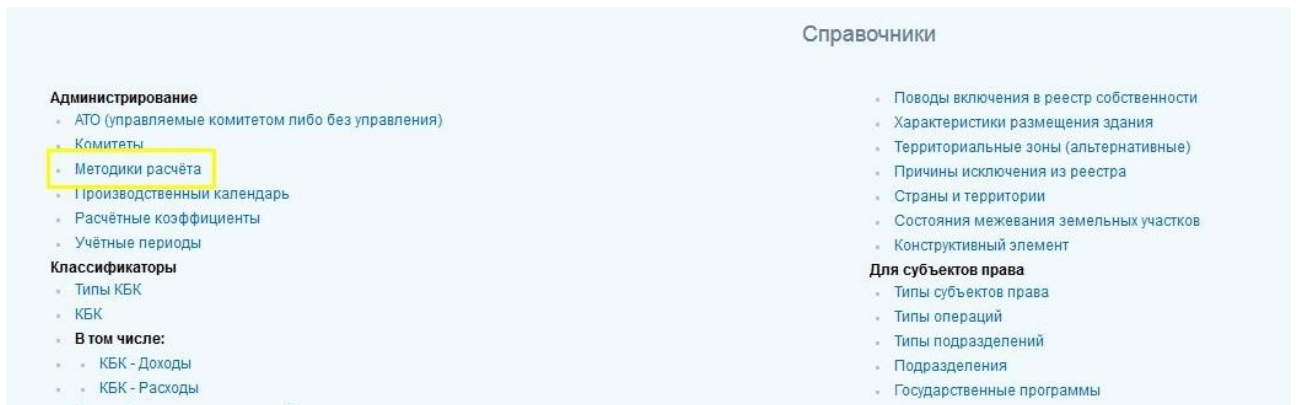 Справочники
Администрирование
АТО (управляемые комитетом либо без управления)
Комитеты
Методики расчёта
Производственный календарь
Расчётные коэффициенты
Учётные периоды
Классификаторы
Типы КБК
КБК
В том числе:
КБК - Доходы
КБК - Расходы
Поводы включения в реестр собственности
Характеристики размещения здания
Территориальные зоны (альтернативные)
Причины исключения из реестра
Страны и территории
Состояния межевания земельных участков
Конструктивный элемент
Для субъектов права
Типы субъектов права
Типы операций
Типы подразделений
Подразделения
Государственные программы